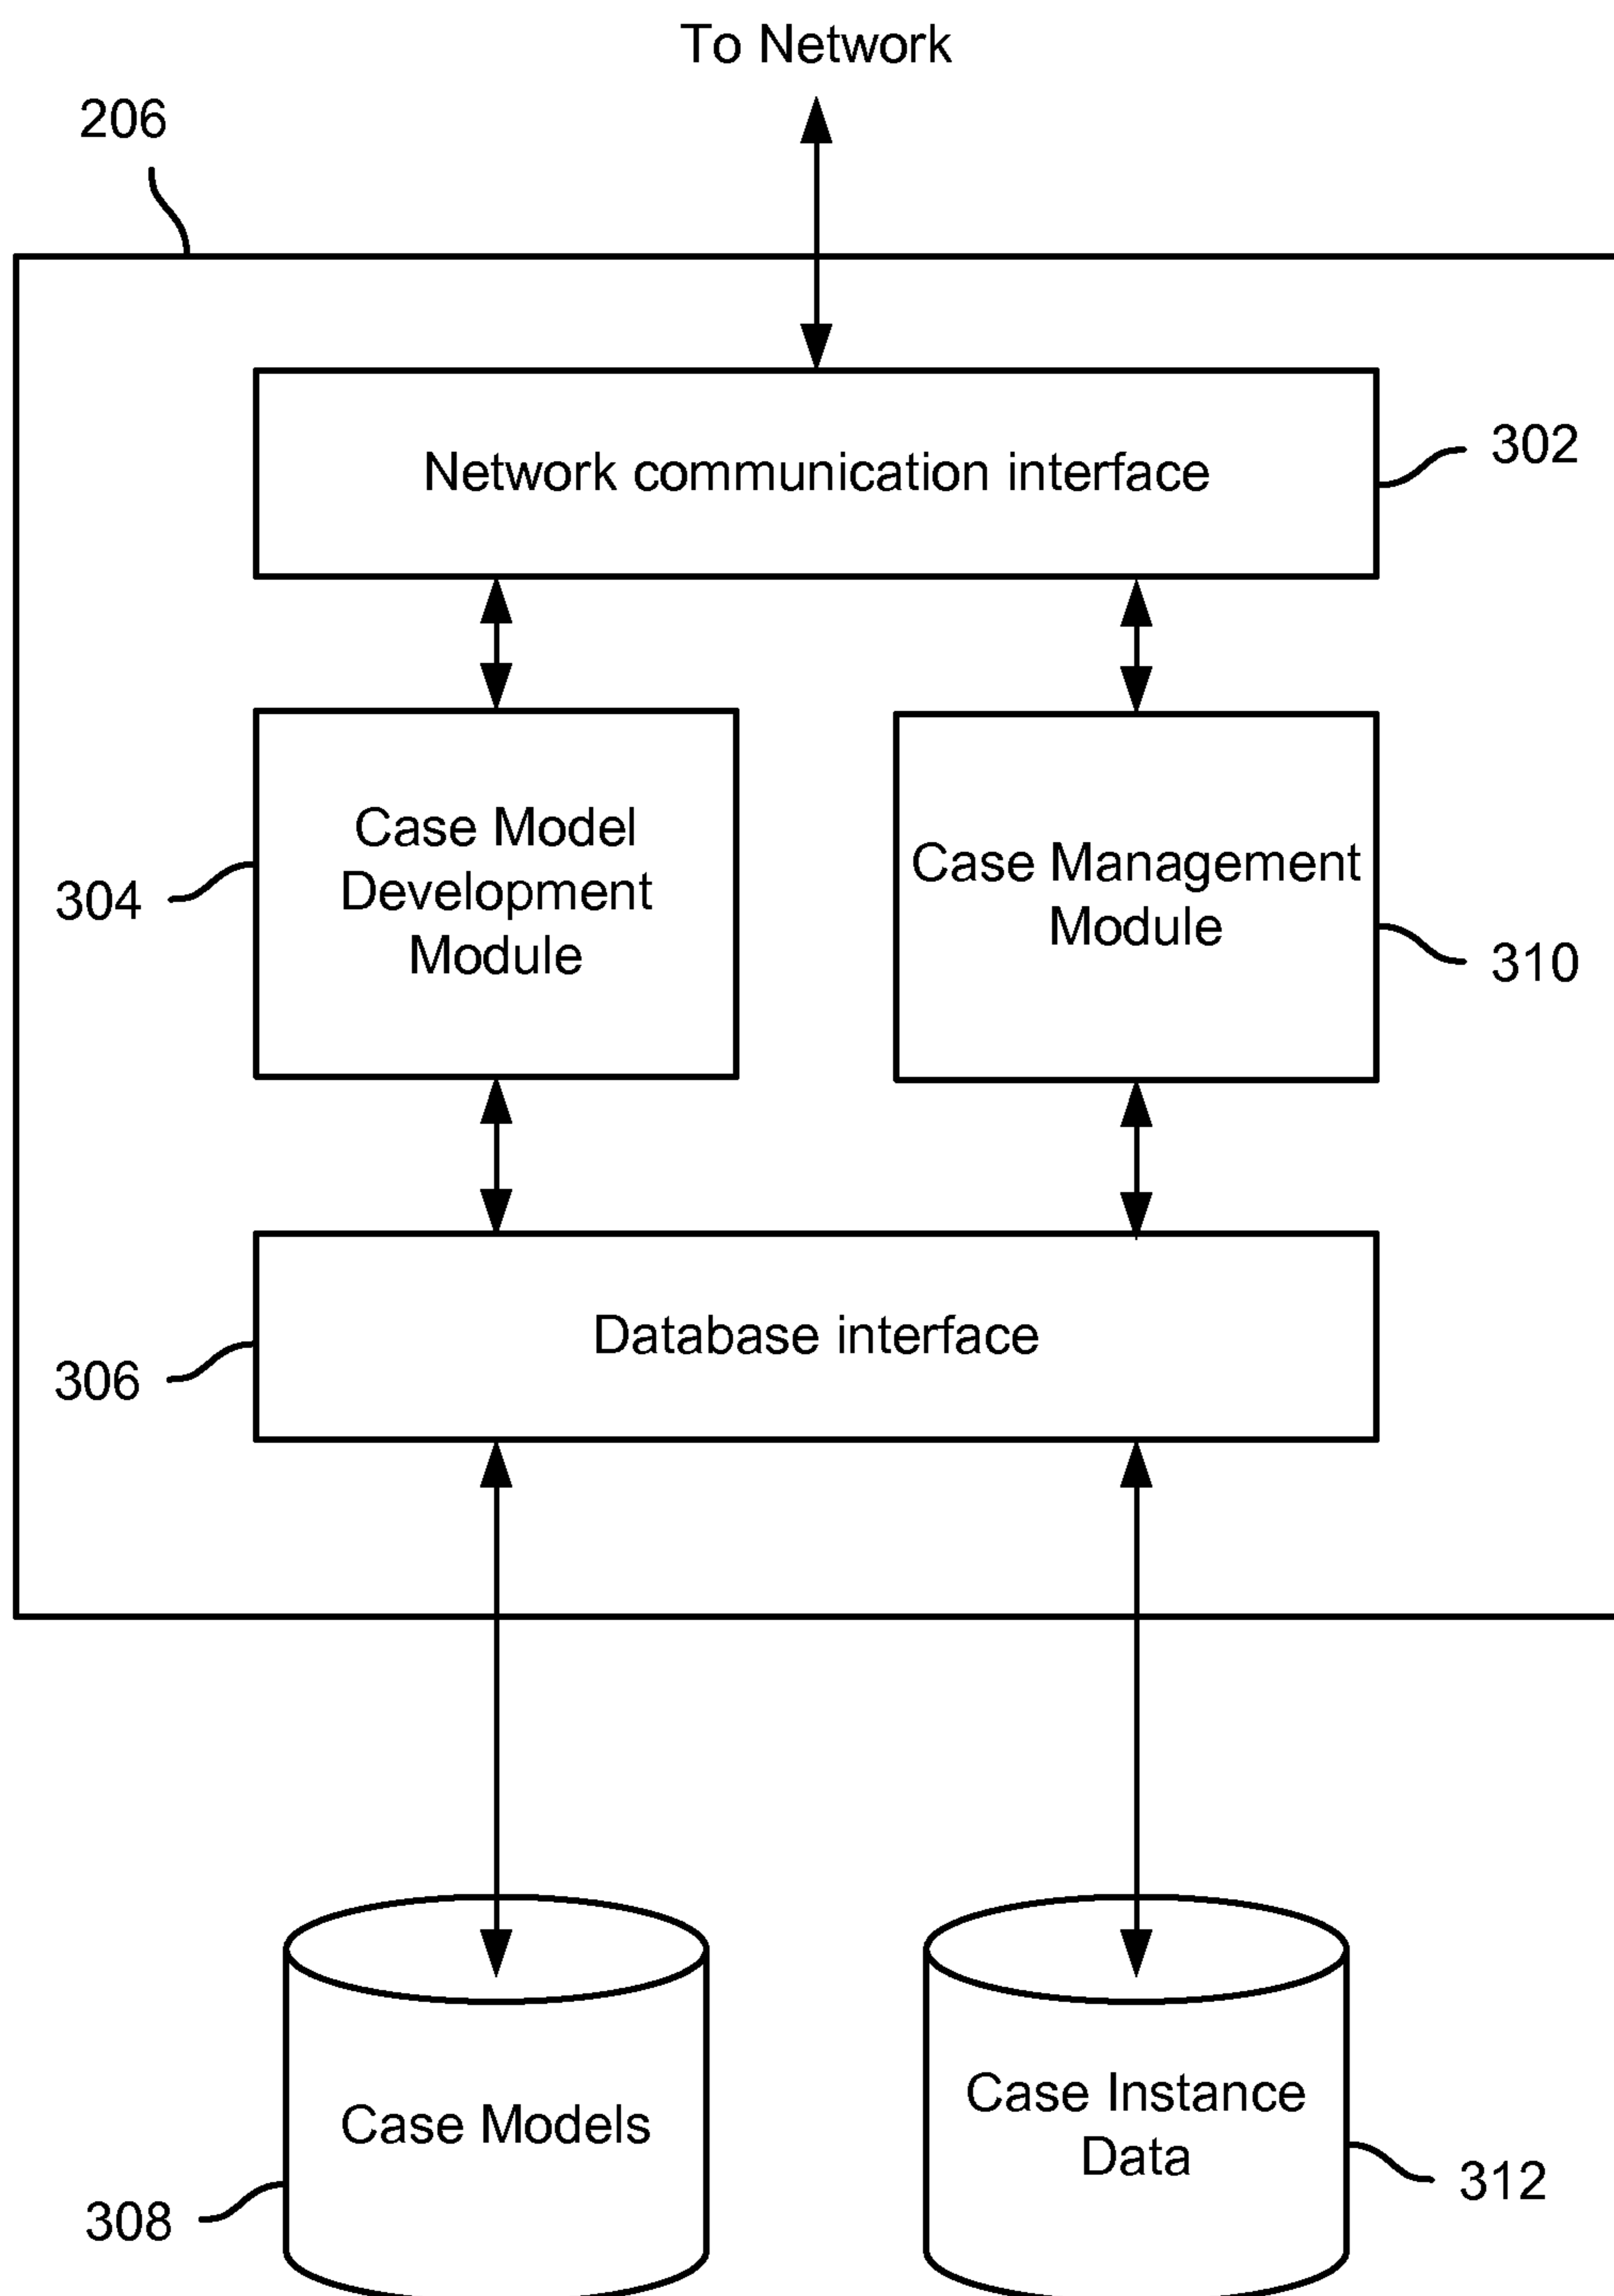 To Network
206
Network communication interface
302
Case Model
Development
Module
304
Case Management
Module
310
Database interface
306
Case Models
308
Case Instance
Data
312